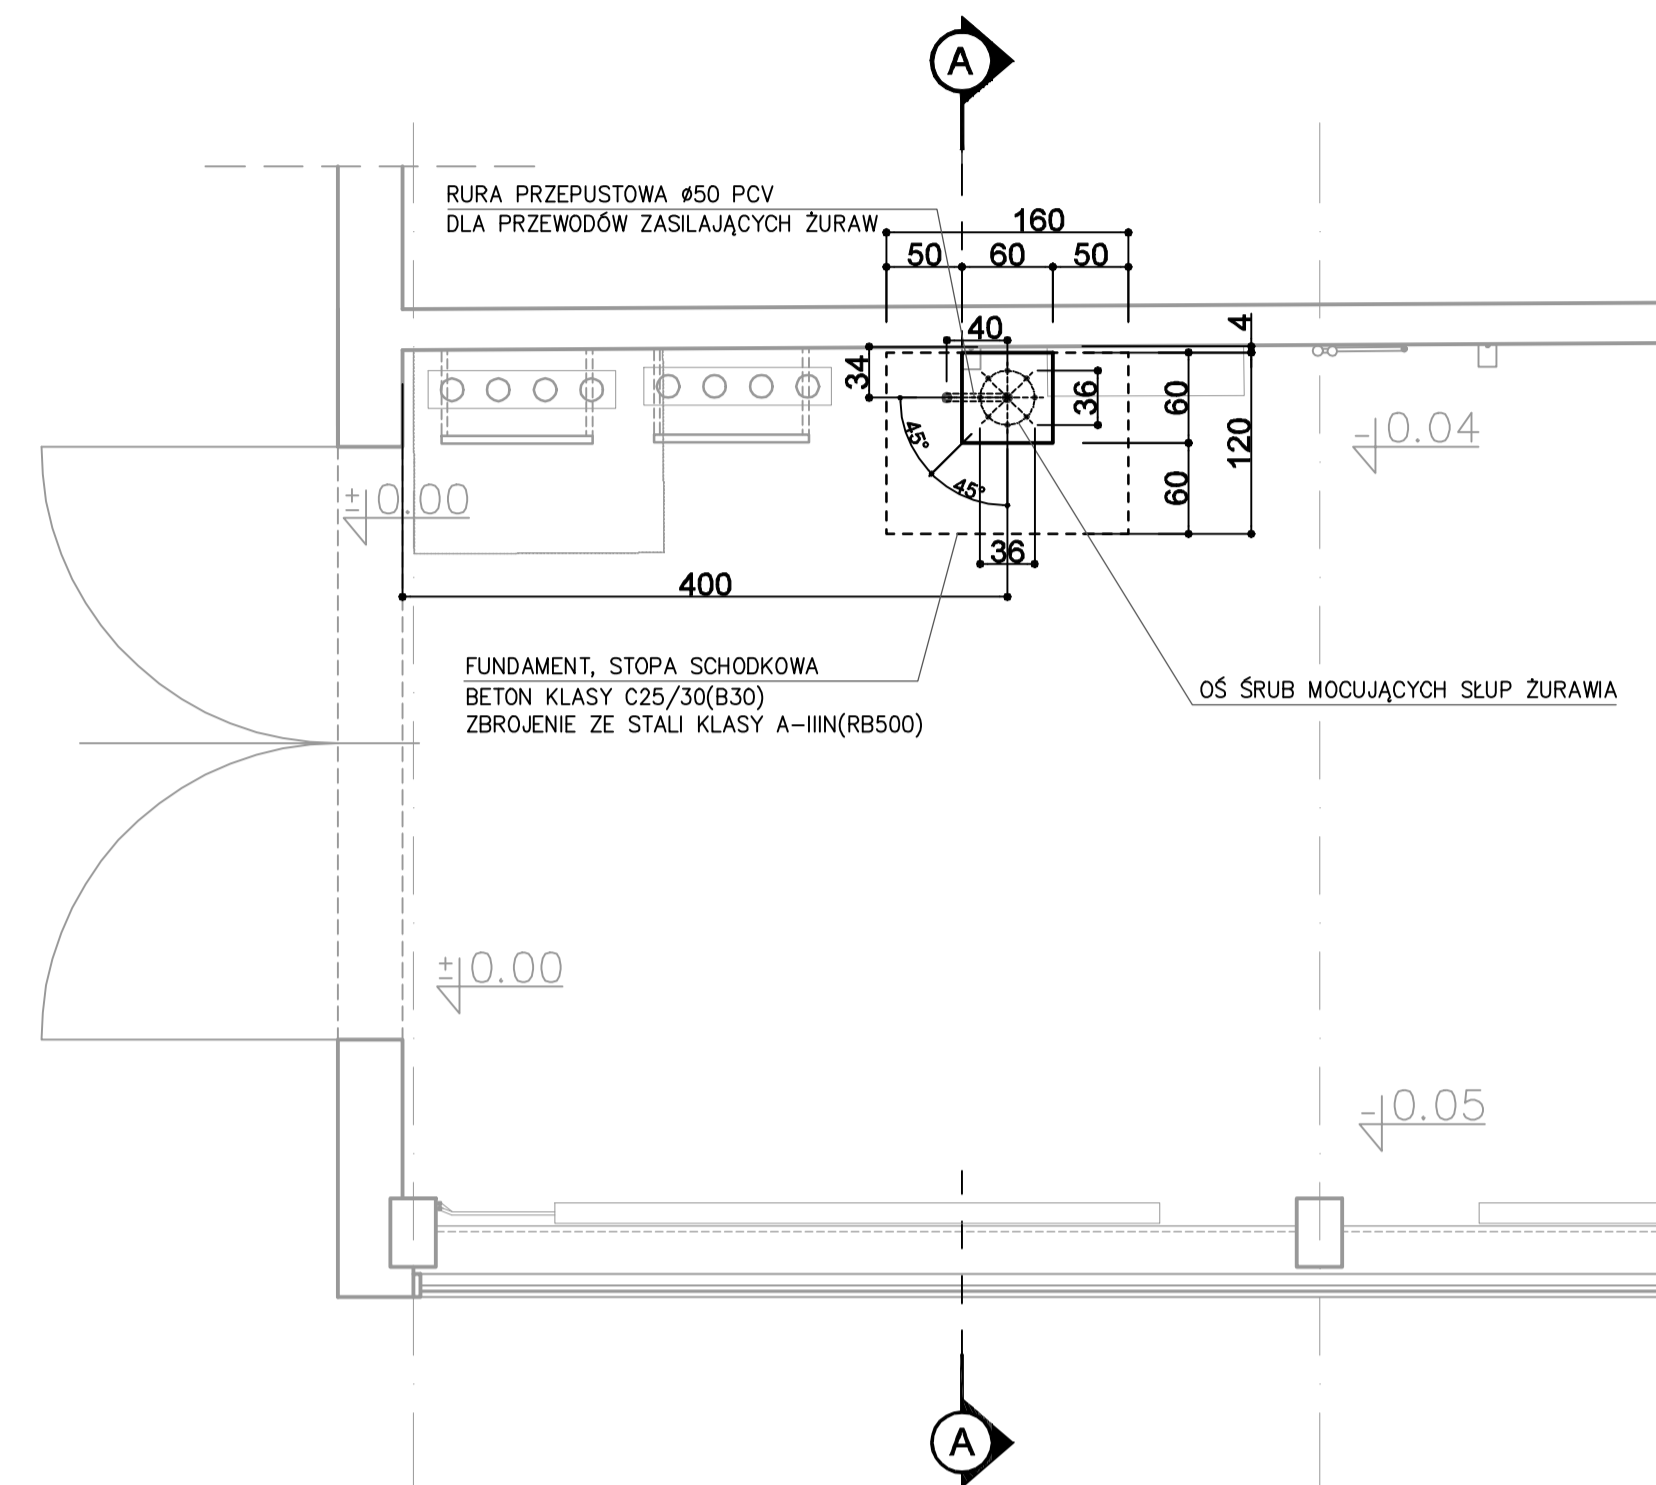 A
RURA PRZEPUSTOWA ø50 PCV
DLA PRZEWODÓW ZASILAJĄCYCH ŻURAW
160
50 60 50
4
40
34
36
60
120
60
45°
45°
36
-0.04
±0.00
400
FUNDAMENT, STOPA SCHODKOWA
BETON KLASY C25/30(B30)
ZBROJENIE ZE STALI KLASY A-IIIN(RB500)
OŚ ŚRUB MOCUJĄCYCH SŁUP ŻURAWIA
±0.00
-0.05
A